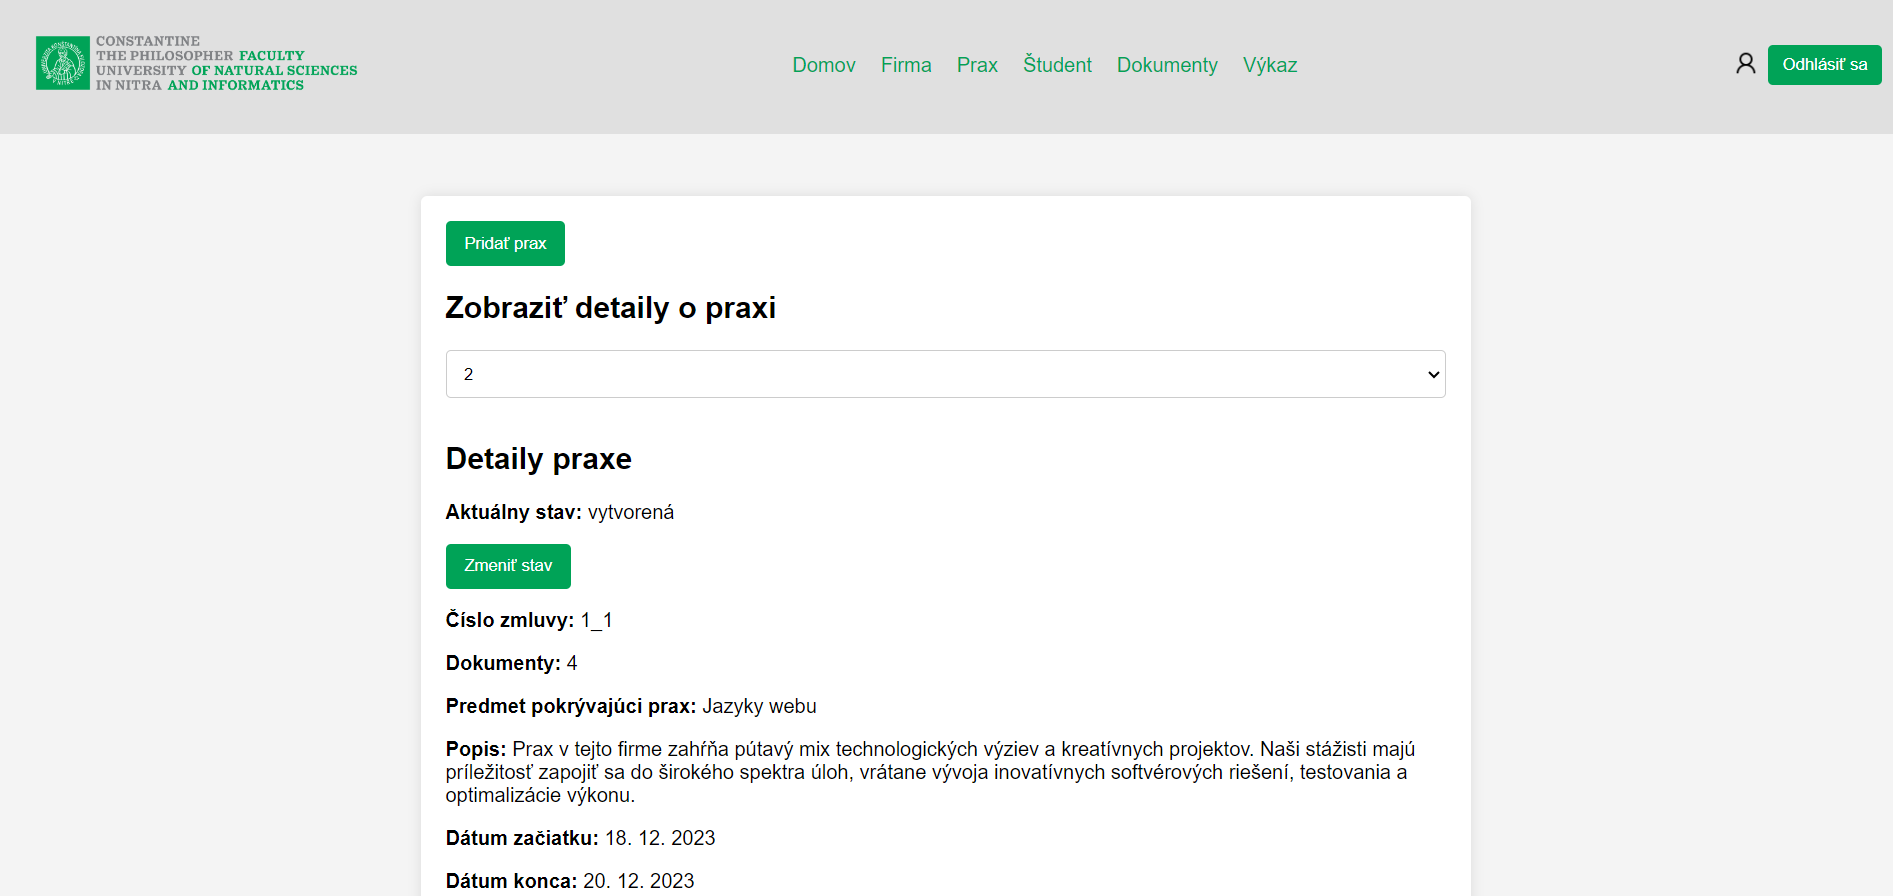 CONSTANTINE
THE PHILOSOPHER FACULTY
UNIVERSITY OF NATURAL SCIENCES
IN NITRA AND INFORMATICS
Domov Firma Prax Študent Dokumenty Výkaz
Odhlásiť sa
Pridať prax
Zobraziť detaily o praxi
2
Detaily praxe
Aktuálny stav: vytvorená
Zmeniť stav
Číslo zmluvy: 1_1
Dokumenty: 4
Predmet pokrývajúci prax: Jazyky webu
Popis: Prax v tejto firme zahŕňa pútavý mix technologických výziev a kreatívnych projektov. Naši stážisti majú
príležitosť zapojiť sa do širokého spektra úloh, vrátane vývoja inovatívnych softvérových riešení, testovania a
optimalizácie výkonu.
Dátum začiatku: 18. 12. 2023
Dátum konca: 20. 12. 2023